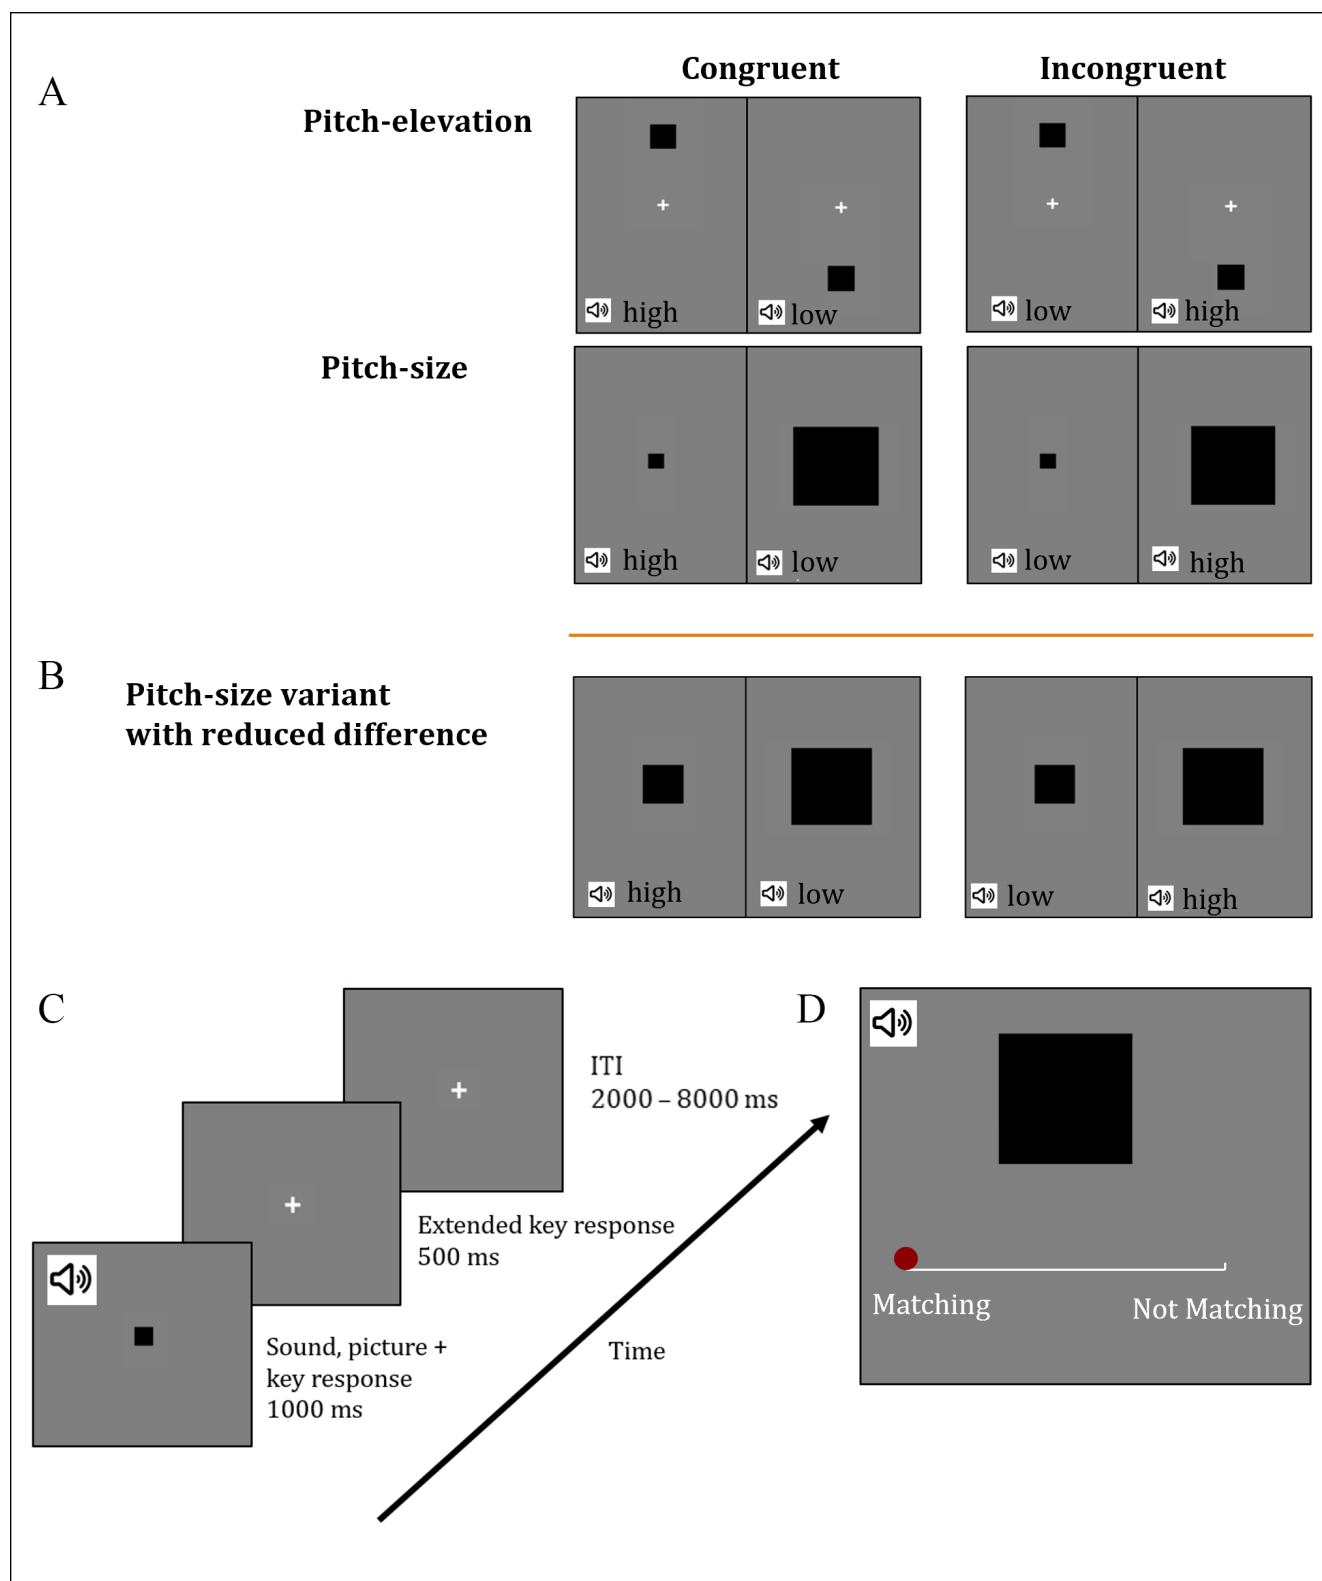 A
Congruent
Incongruent
Pitch-elevation
high
low
low
high
Pitch-size
high
low
low
high
B
Pitch-size variant
with reduced difference
high
low
low
high
C
ITI
2000 – 8000 ms
Extended key response
500 ms
Sound, picture +
key response
1000 ms
Time
D
Matching
Not Matching